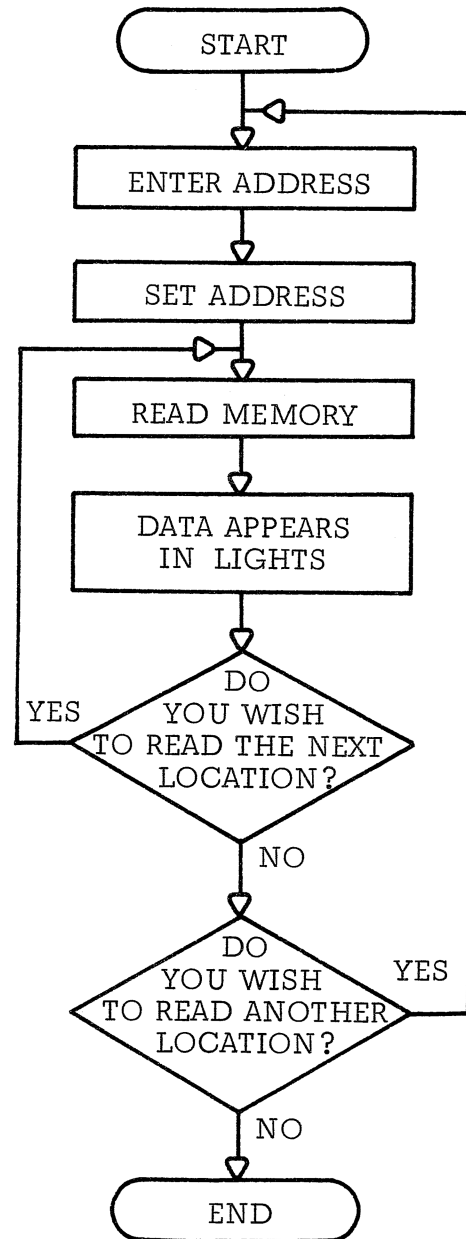 START
ENTER ADDRESS
SET ADDRESS
READ MEMORY
DATA APPEARS
IN LIGHTS
DO
YOU WISH
TO READ THE NEXT
LOCATION?
YES
NO
DO
YOU WISH
TO READ ANOTHER
LOCATION?
YES
NO
END